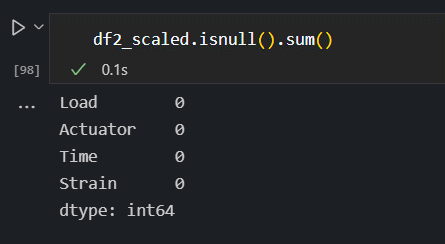 df2_scaled.isnull().sum()
[98]
0.1s
...
Load 0
Actuator 0
Time 0
Strain 0
dtype: int64